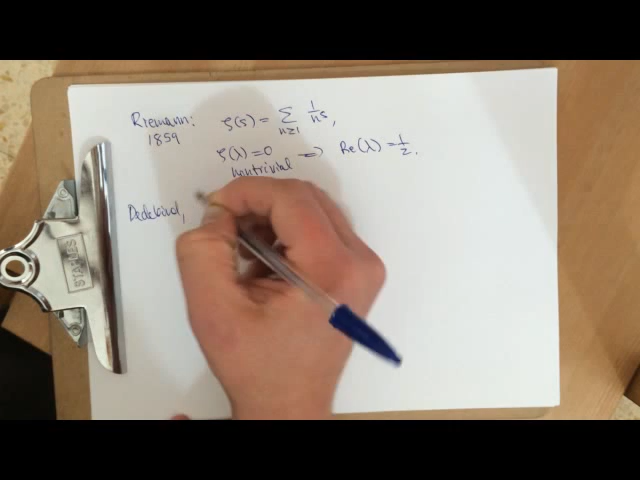 Riemann: ζ(s) = ∑ 1/n^s,
n≥1
1859
ζ(λ) = 0 => Re(λ) = 1/2.
nontrivial
Dedekind,
STAPLES